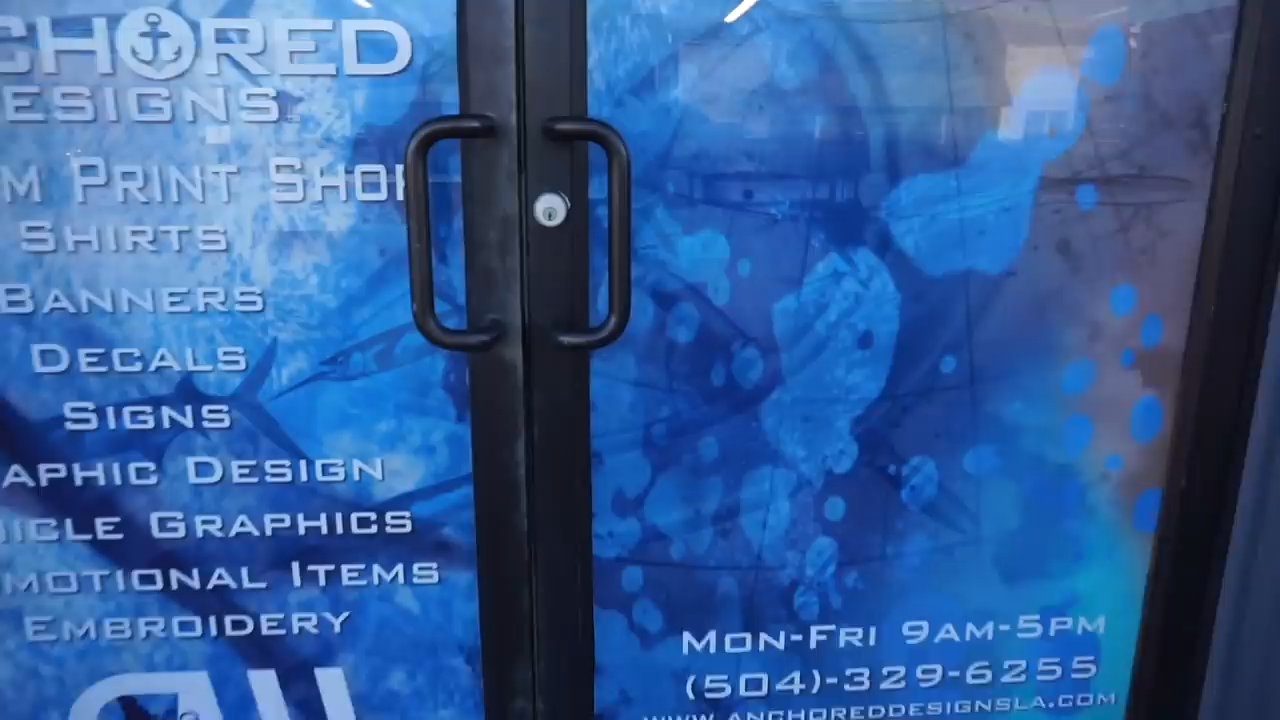 CHORED
ESIGNS
M PRINT SHOP
SHIRTS
BANNERS
DECALS
SIGNS
APHIC DESIGN
ICLE GRAPHICS
MOTIONAL ITEMS
EMBROIDERY
MON-FRI 9AM-5PM
(504)-329-6255
WWW.ANCHOREDDESIGNSLA.COM